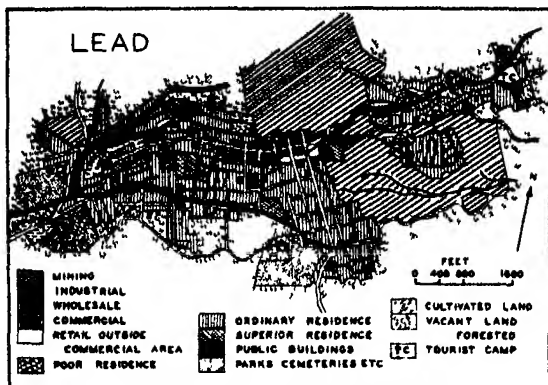 LEAD
N
FEET
0 400 800 1600
MINING
INDUSTRIAL
WHOLESALE
COMMERCIAL
RETAIL OUTSIDE
COMMERCIAL AREA
POOR RESIDENCE
ORDINARY RESIDENCE
SUPERIOR RESIDENCE
PUBLIC BUILDINGS
PARKS CEMETERIES ETC
CULTIVATED LAND
VACANT LAND
FORESTED
TOURIST CAMP